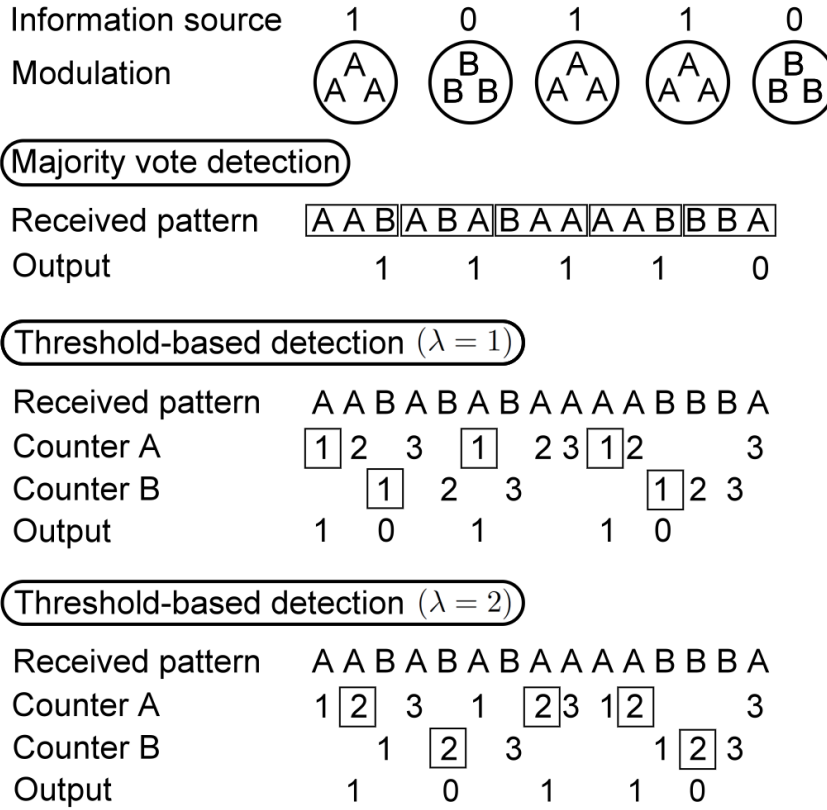 Information source 1 0 1 1 0
Modulation A A A B B B A A A A A A B B B
Majority vote detection
Received pattern A A B A B A B A A A A B B B A
Output 1 1 1 1 0
Threshold-based detection (λ = 1)
Received pattern A A B A B A B A A A A B B B A
Counter A 1 2 3 1 2 3 1 2 3
Counter B 1 2 3 1 2 3
Output 1 0 1 1 0
Threshold-based detection (λ = 2)
Received pattern A A B A B A B A A A A B B B A
Counter A 1 2 3 1 2 3 1 2 3
Counter B 1 2 3 1 2 3
Output 1 0 1 1 0